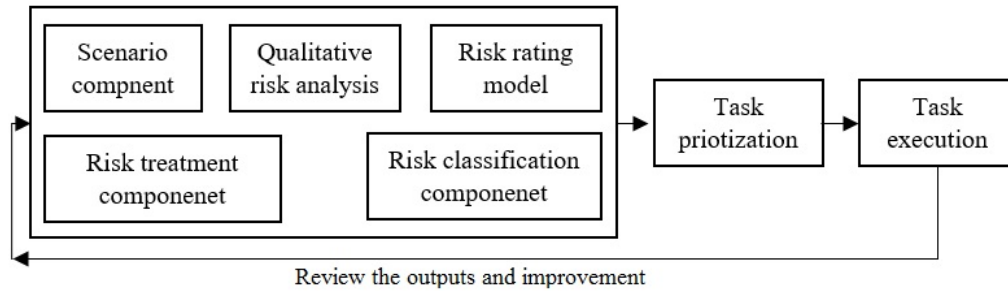 Scenario
compnent
Qualitative
risk analysis
Risk rating
model
Risk treatment
componenet
Risk classification
componenet
Task
priotization
Task
execution
Review the outputs and improvement